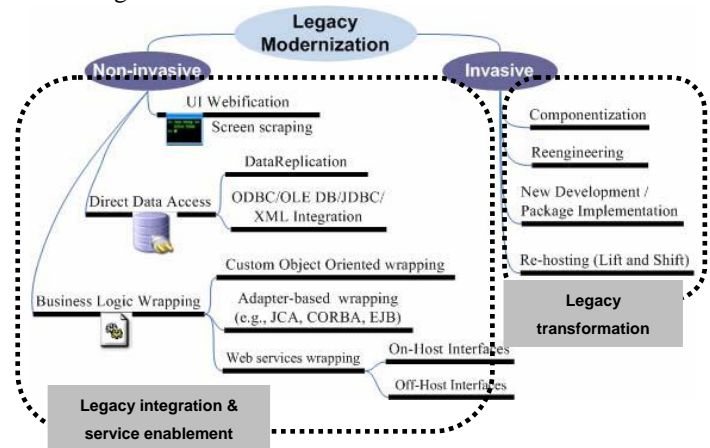 Legacy
Modernization
Non-invasive
Invasive
UI Webification
Screen scraping
DataReplication
Direct Data Access
ODBC/OLE DB/JDBC/
XML Integration
Custom Object Oriented wrapping
Business Logic Wrapping
Adapter-based wrapping
(e.g., JCA, CORBA, EJB)
Web services wrapping
On-Host Interfaces
Off-Host Interfaces
Componentization
Reengineering
New Development /
Package Implementation
Re-hosting (Lift and Shift)
Legacy
transformation
Legacy integration &
service enablement